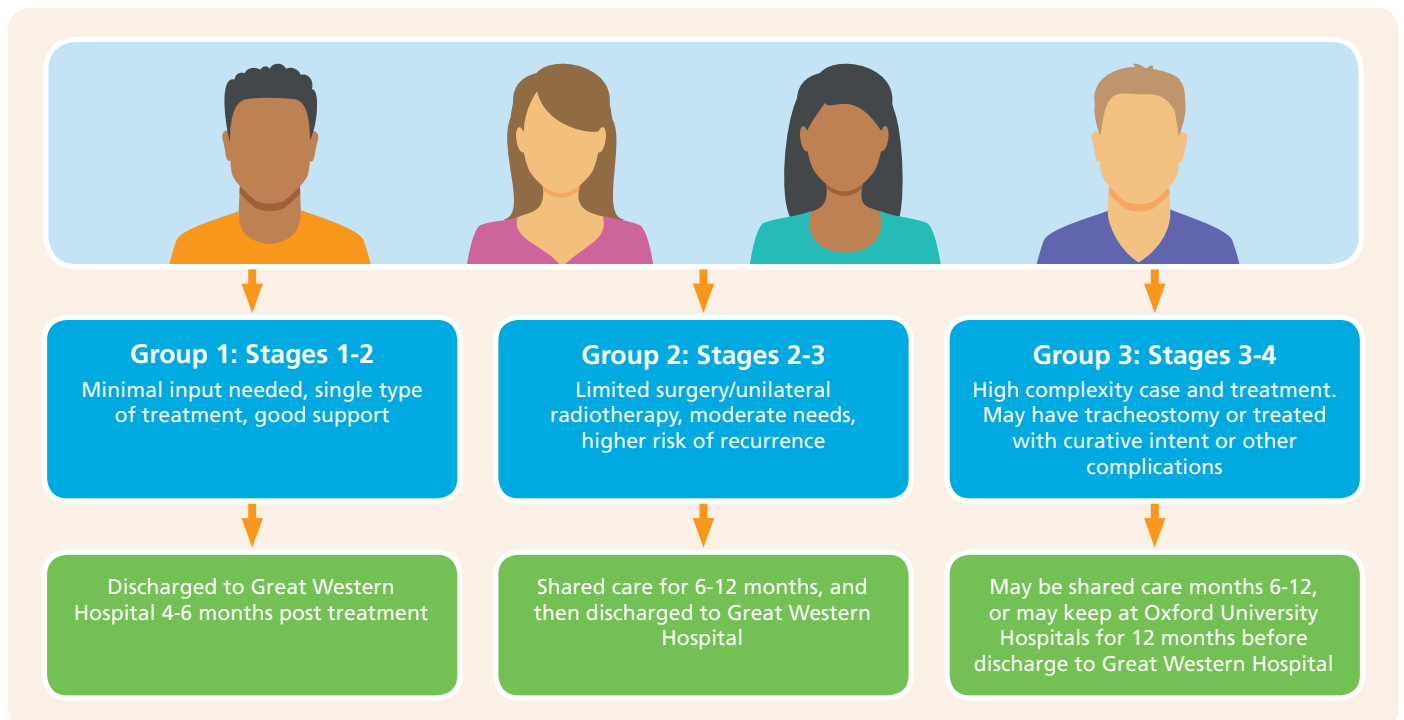 Group 1: Stages 1-2
Minimal input needed, single type
of treatment, good support
Group 2: Stages 2-3
Limited surgery/unilateral
radiotherapy, moderate needs,
higher risk of recurrence
Group 3: Stages 3-4
High complexity case and treatment.
May have tracheostomy or treated
with curative intent or other
complications
Discharged to Great Western
Hospital 4-6 months post treatment
Shared care for 6-12 months, and
then discharged to Great Western
Hospital
May be shared care months 6-12,
or may keep at Oxford University
Hospitals for 12 months before
discharge to Great Western Hospital